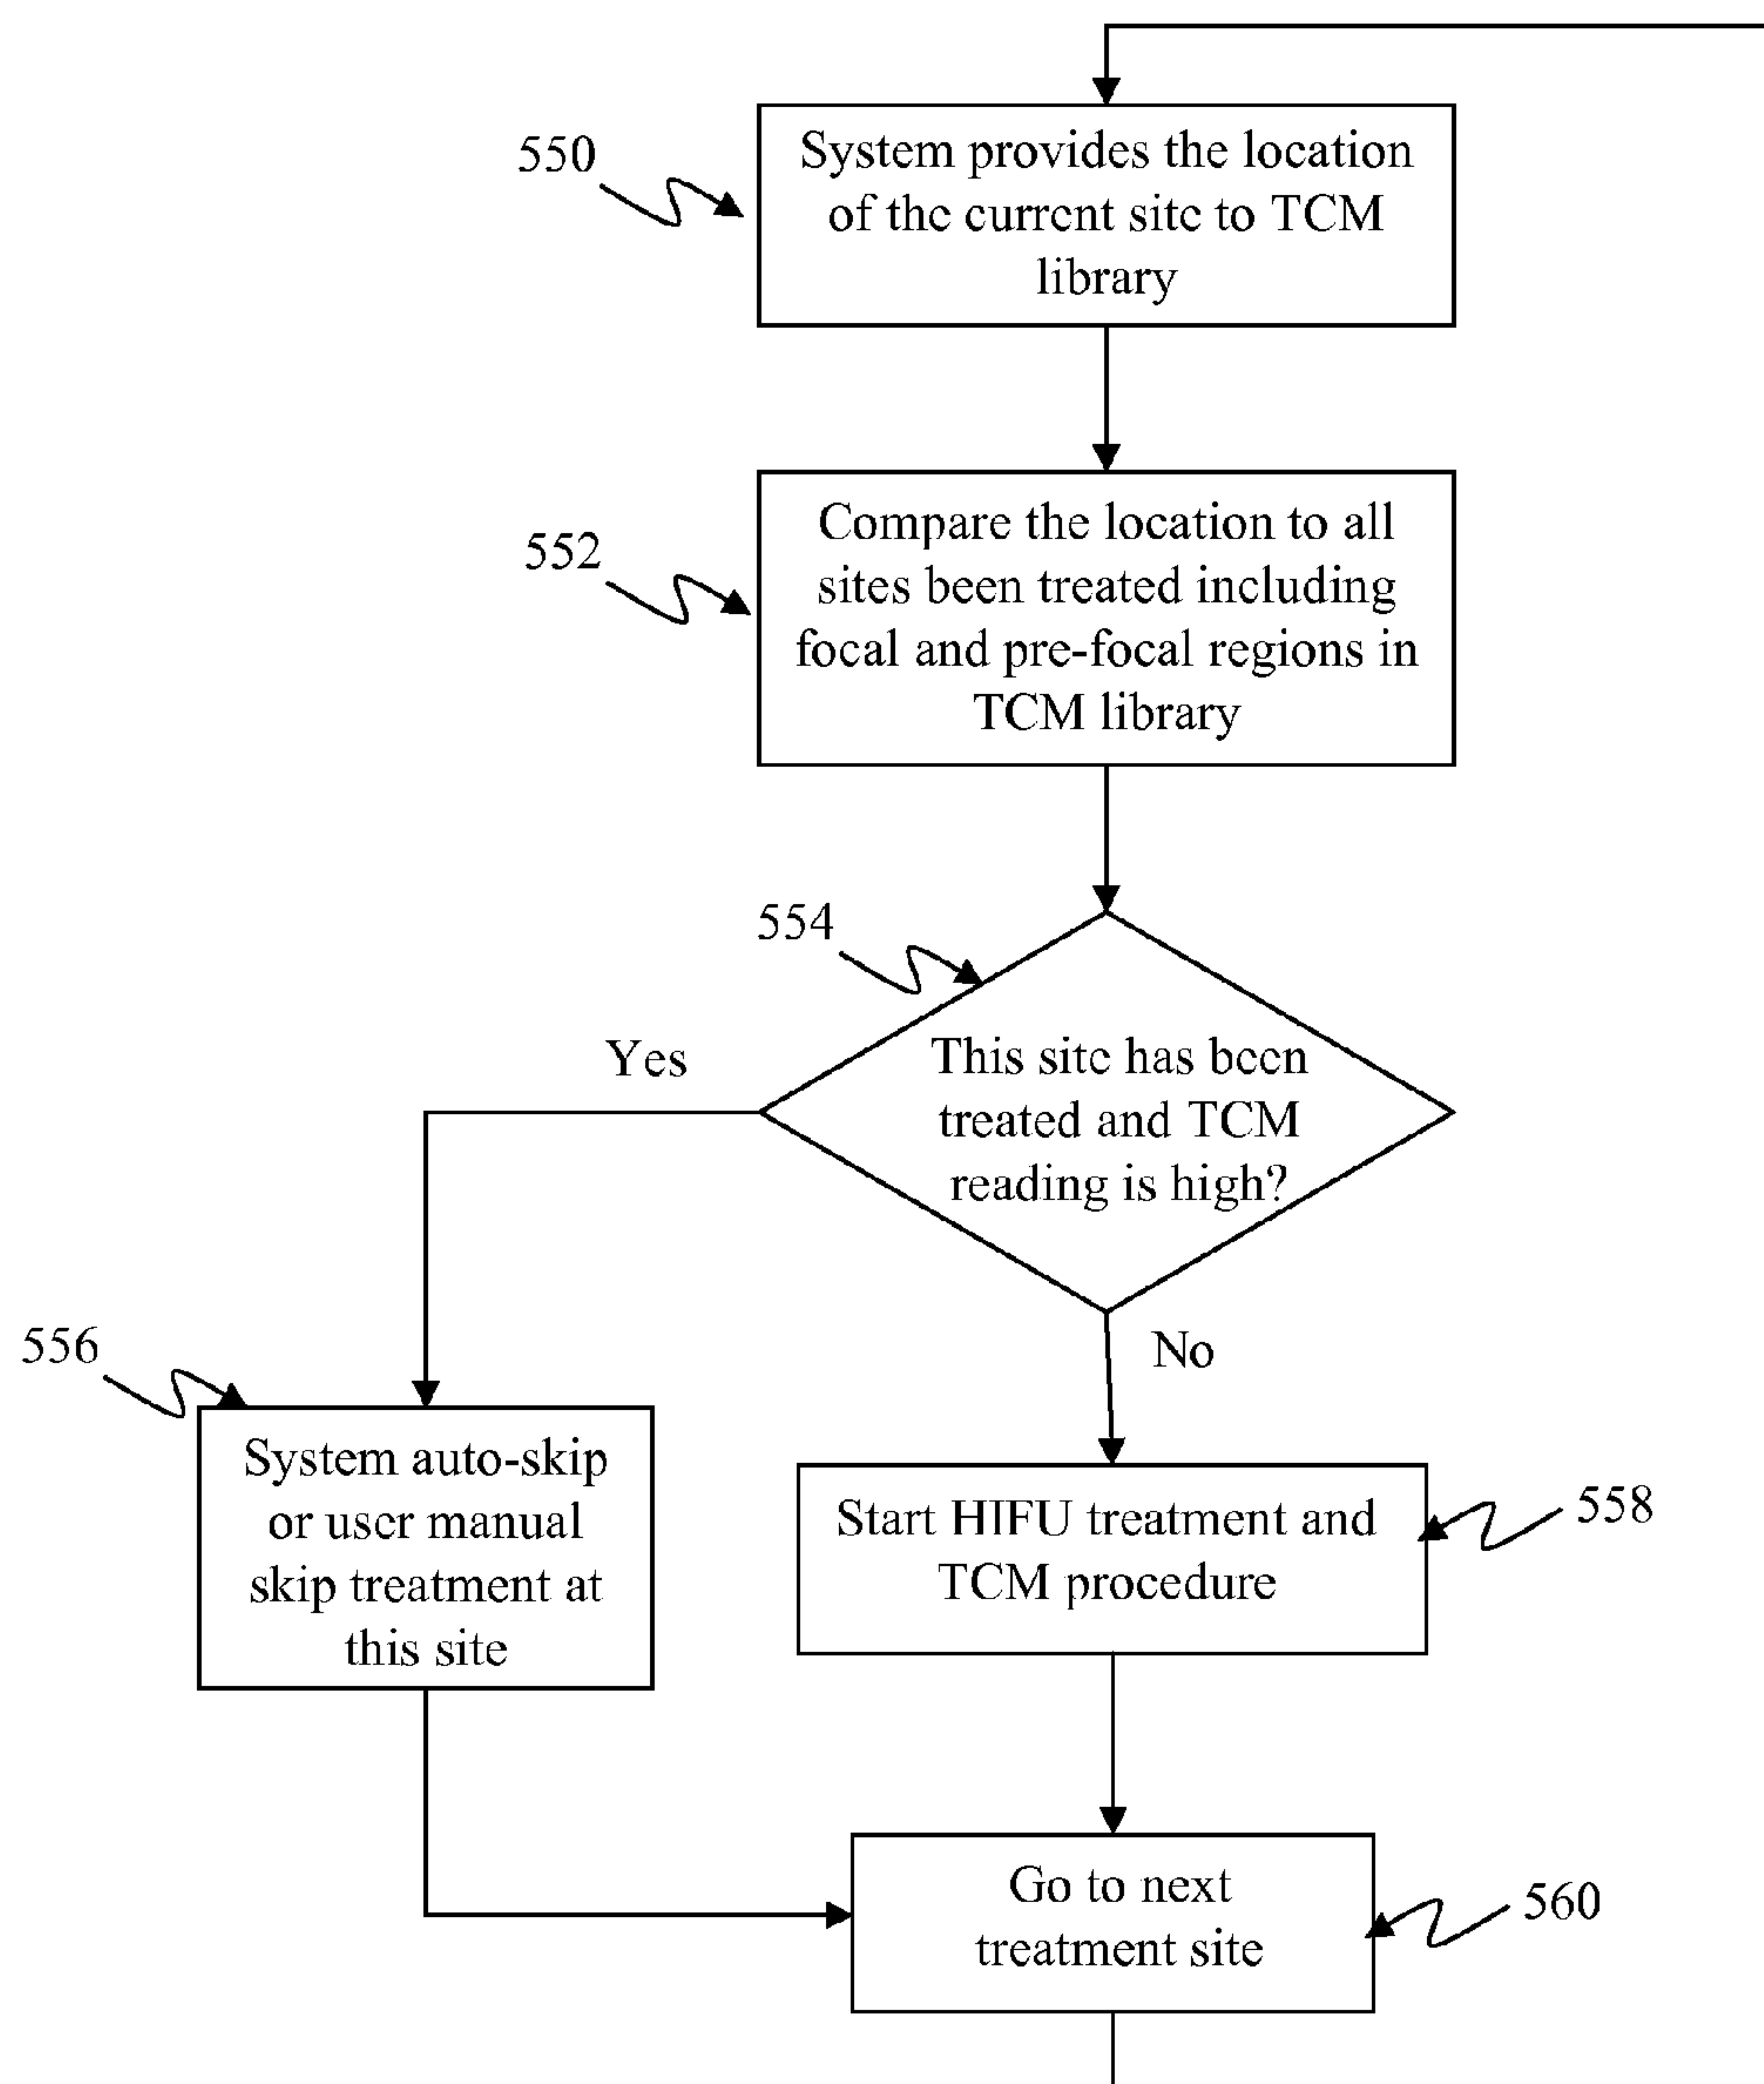 550
System provides the location
of the current site to TCM
library
552
Compare the location to all
sites been treated including
focal and pre-focal regions in
TCM library
554
Yes
This site has been
treated and TCM
reading is high?
No
556
System auto-skip
or user manual
skip treatment at
this site
Start HIFU treatment and
TCM procedure
558
Go to next
treatment site
560